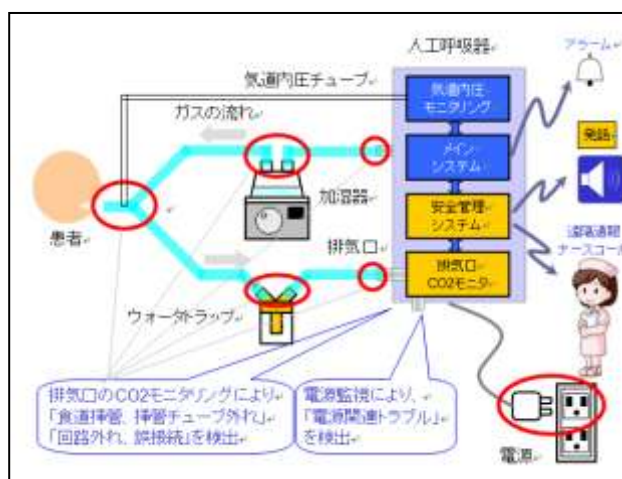 人工呼吸器
アラーム
気道内圧チューブ
気道内圧
モニタリング
ガスの流れ
メイン
システム
発話
加湿器
安全管理
システム
患者
排気口
遠隔通報
ナースコール
排気口
CO2モニタ
ウォータトラップ
排気口のCO2モニタリングにより
「食道挿管、挿管チューブ外れ」
「回路外れ、誤接続」を検出
電源監視により、
「電源関連トラブル」
を検出
電源